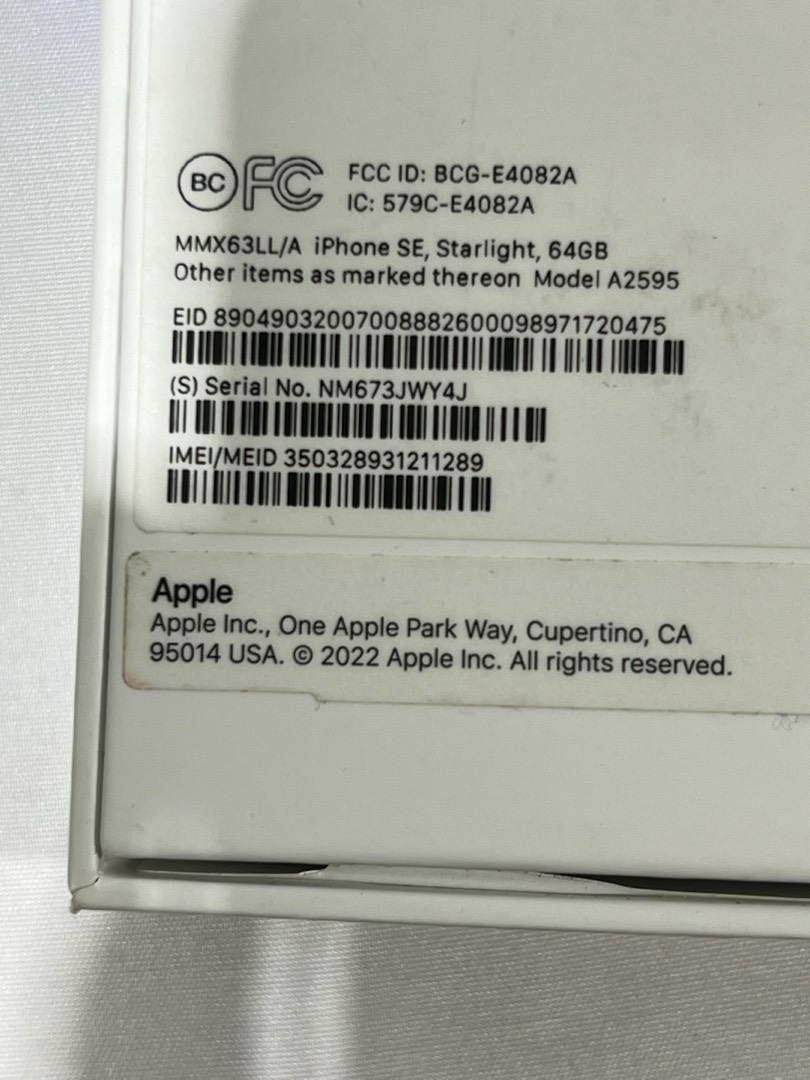 BC FC FCC ID: BCG-E4082A
IC: 579C-E4082A
MMX63LL/A iPhone SE, Starlight, 64GB
Other items as marked thereon Model A2595
EID 89049032007008882600098971720475
(S) Serial No. NM673JWY4J
IMEI/MEID 350328931211289
Apple
Apple Inc., One Apple Park Way, Cupertino, CA
95014 USA. © 2022 Apple Inc. All rights reserved.